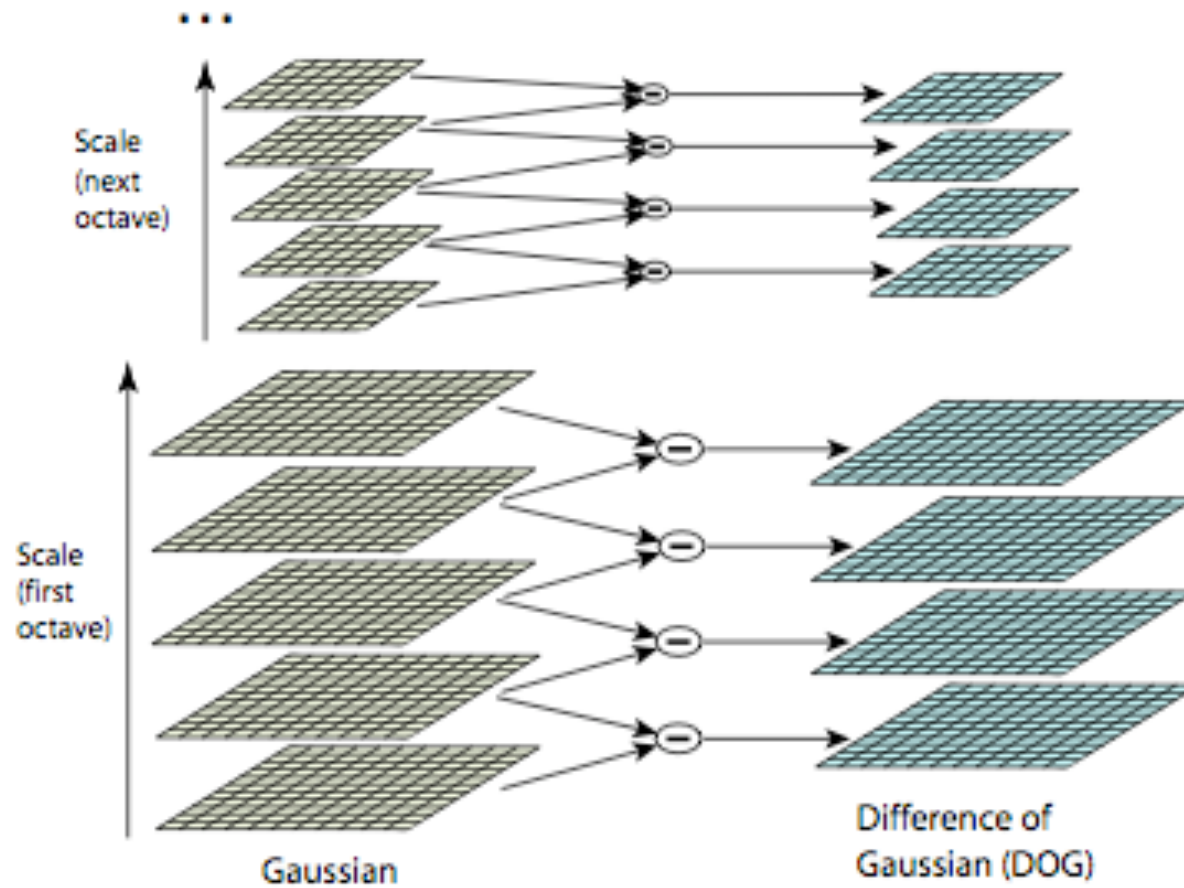 ...
Scale
(next
octave)
Scale
(first
octave)
Gaussian
Difference of
Gaussian (DOG)